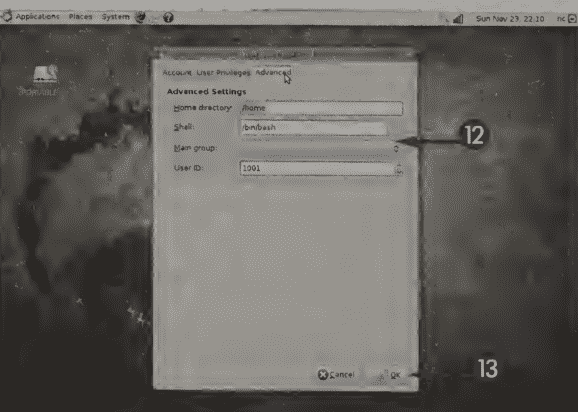 Applications Places System
Sun Nov 23, 22:10
Account User Privileges Advanced
Advanced Settings
Home directory: /home
Shell: /bin/bash
12
Main group:
User ID: 1001
Cancel OK
13